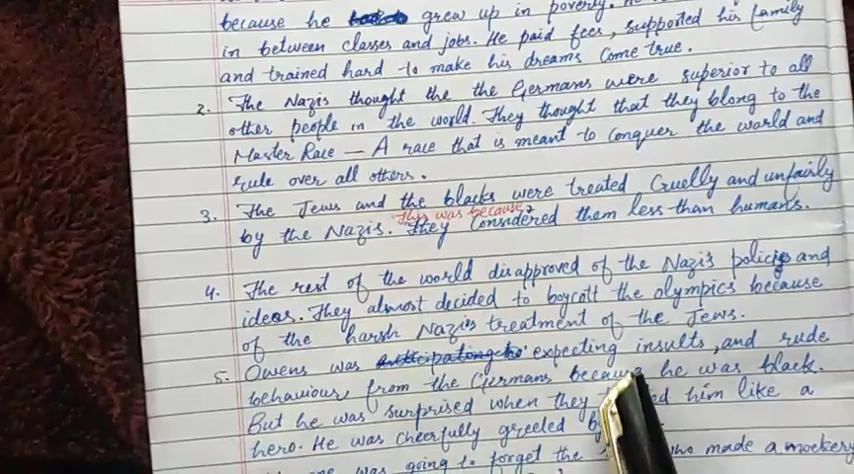 because he grew up in poverty.
in between classes and jobs. He paid fees, supported his family
and trained hard to make his dreams come true.
2. The Nazis thought the the Germans were superior to all
other people in the world. They thought that they blong to the
Master Race – A race that is meant to conquer the world and
rule over all others.
3. The Jews and the blacks were treated Cruelly and unfairly
This was because
by the Nazis. They Considered them less than humans.
4. The rest of the world disapproved of the Nazi's policies and
ideas. They almost decided to boycott the olympics because
of the harsh Nazis treatment of the Jews.
5. Owens was expecting insults, and rude
behaviour from the Germans because he was black.
But he was surprised when they him like a
hero. He was cheerfully greeted
was going to forget the who made a mockery